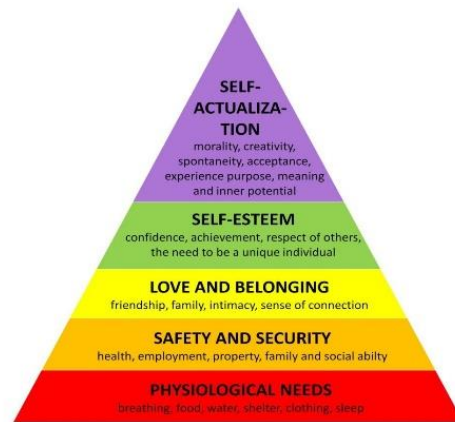 SELF-
ACTUALIZA-
TION
morality, creativity,
spontaneity, acceptance,
experience purpose, meaning
and inner potential
SELF-ESTEEM
confidence, achievement, respect of others,
the need to be a unique individual
LOVE AND BELONGING
friendship, family, intimacy, sense of connection
SAFETY AND SECURITY
health, employment, property, family and social abilty
PHYSIOLOGICAL NEEDS
breathing, food, water, shelter, clothing, sleep